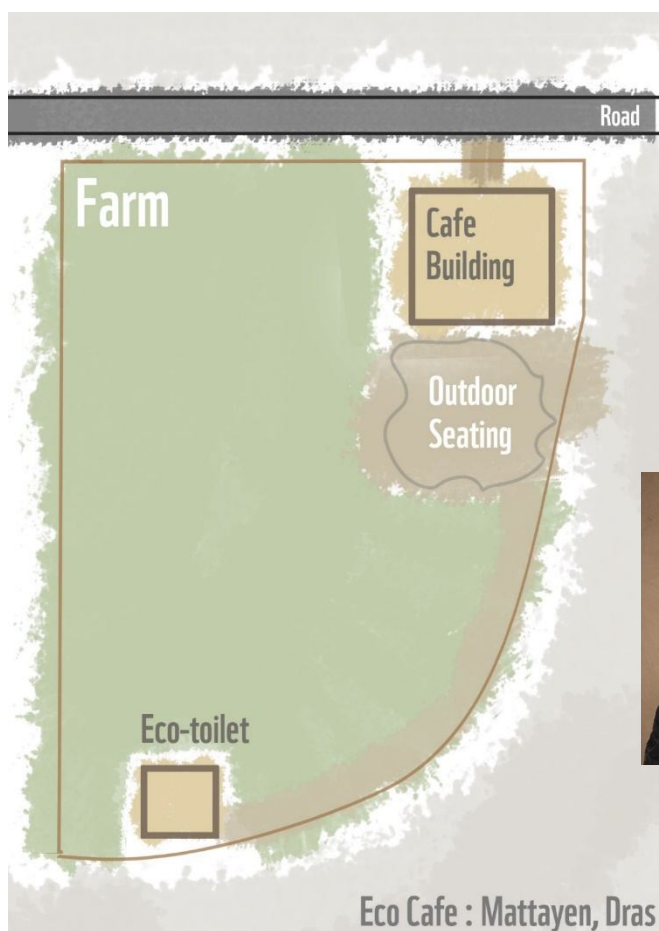 Road
Farm
Cafe
Building
Outdoor
Seating
Eco-toilet
Eco Cafe : Mattayen, Dras